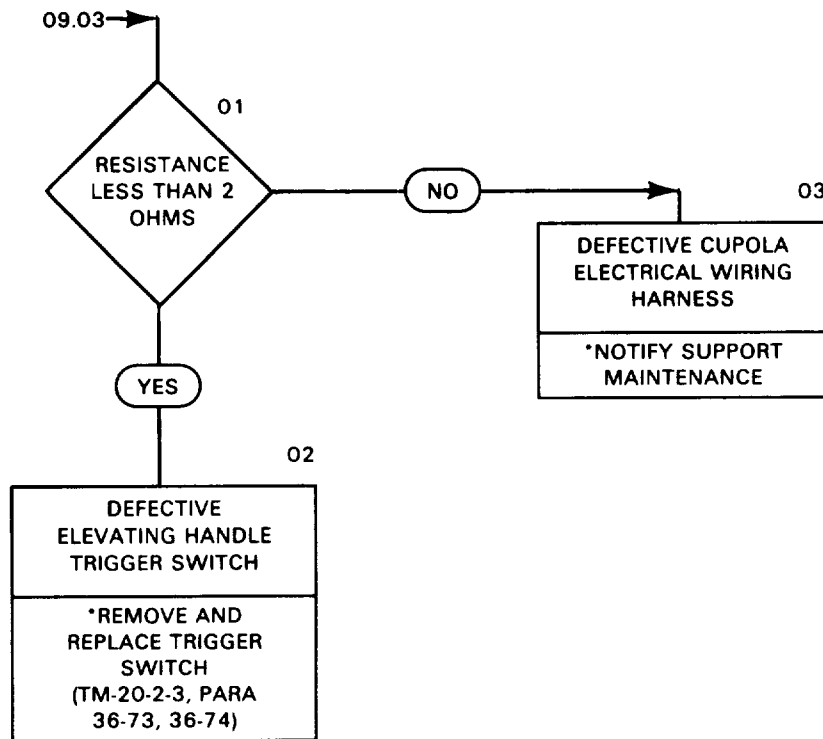 09.03
01
RESISTANCE
LESS THAN 2
OHMS
NO
03
DEFECTIVE CUPOLA
ELECTRICAL WIRING
HARNESS
*NOTIFY SUPPORT
MAINTENANCE
YES
02
DEFECTIVE
ELEVATING HANDLE
TRIGGER SWITCH
*REMOVE AND
REPLACE TRIGGER
SWITCH
(TM-20-2-3, PARA
36-73, 36-74)